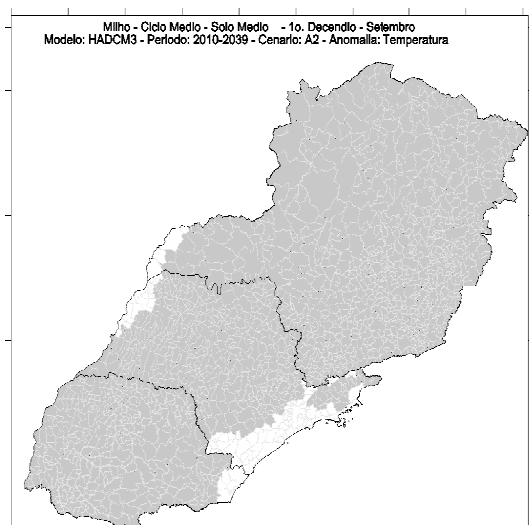 Milho - Ciclo Medio - Solo Medio - 1o. Decendio - Setembro
Modelo: HADCM3 - Periodo: 2010-2039 - Cenario: A2 - Anomalia: Temperatura